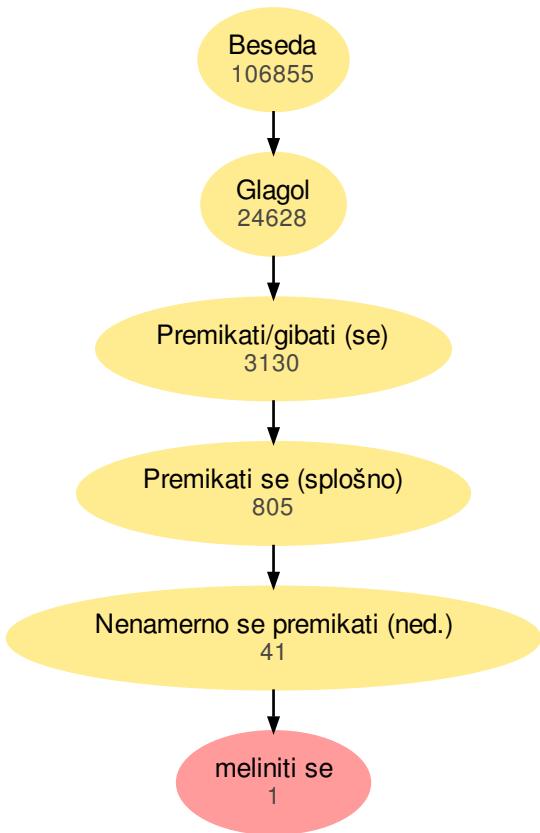 Beseda
106855
Glagol
24628
Premikati/gibati (se)
3130
Premikati se (splošno)
805
Nenamerno se premikati (ned.)
41
meliniti se
1